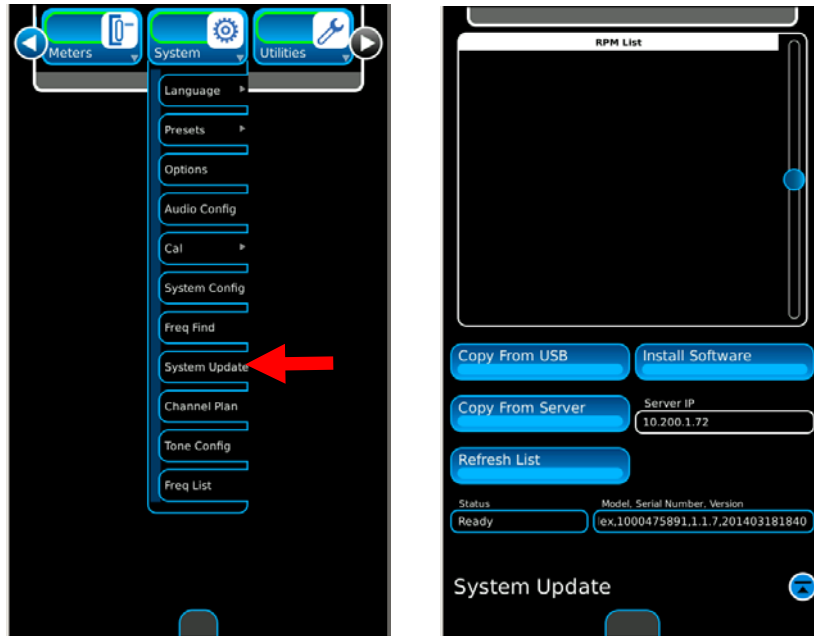 Meters
System
Utilities
Language
Presets
Options
Audio Config
Cal
System Config
Freq Find
System Update
Channel Plan
Tone Config
Freq List
RPM List
Copy From USB
Install Software
Copy From Server
Server IP
10.200.1.72
Refresh List
Status
Model, Serial Number, Version
Ready
lex,1000475891,1.1.7,201403181840
System Update